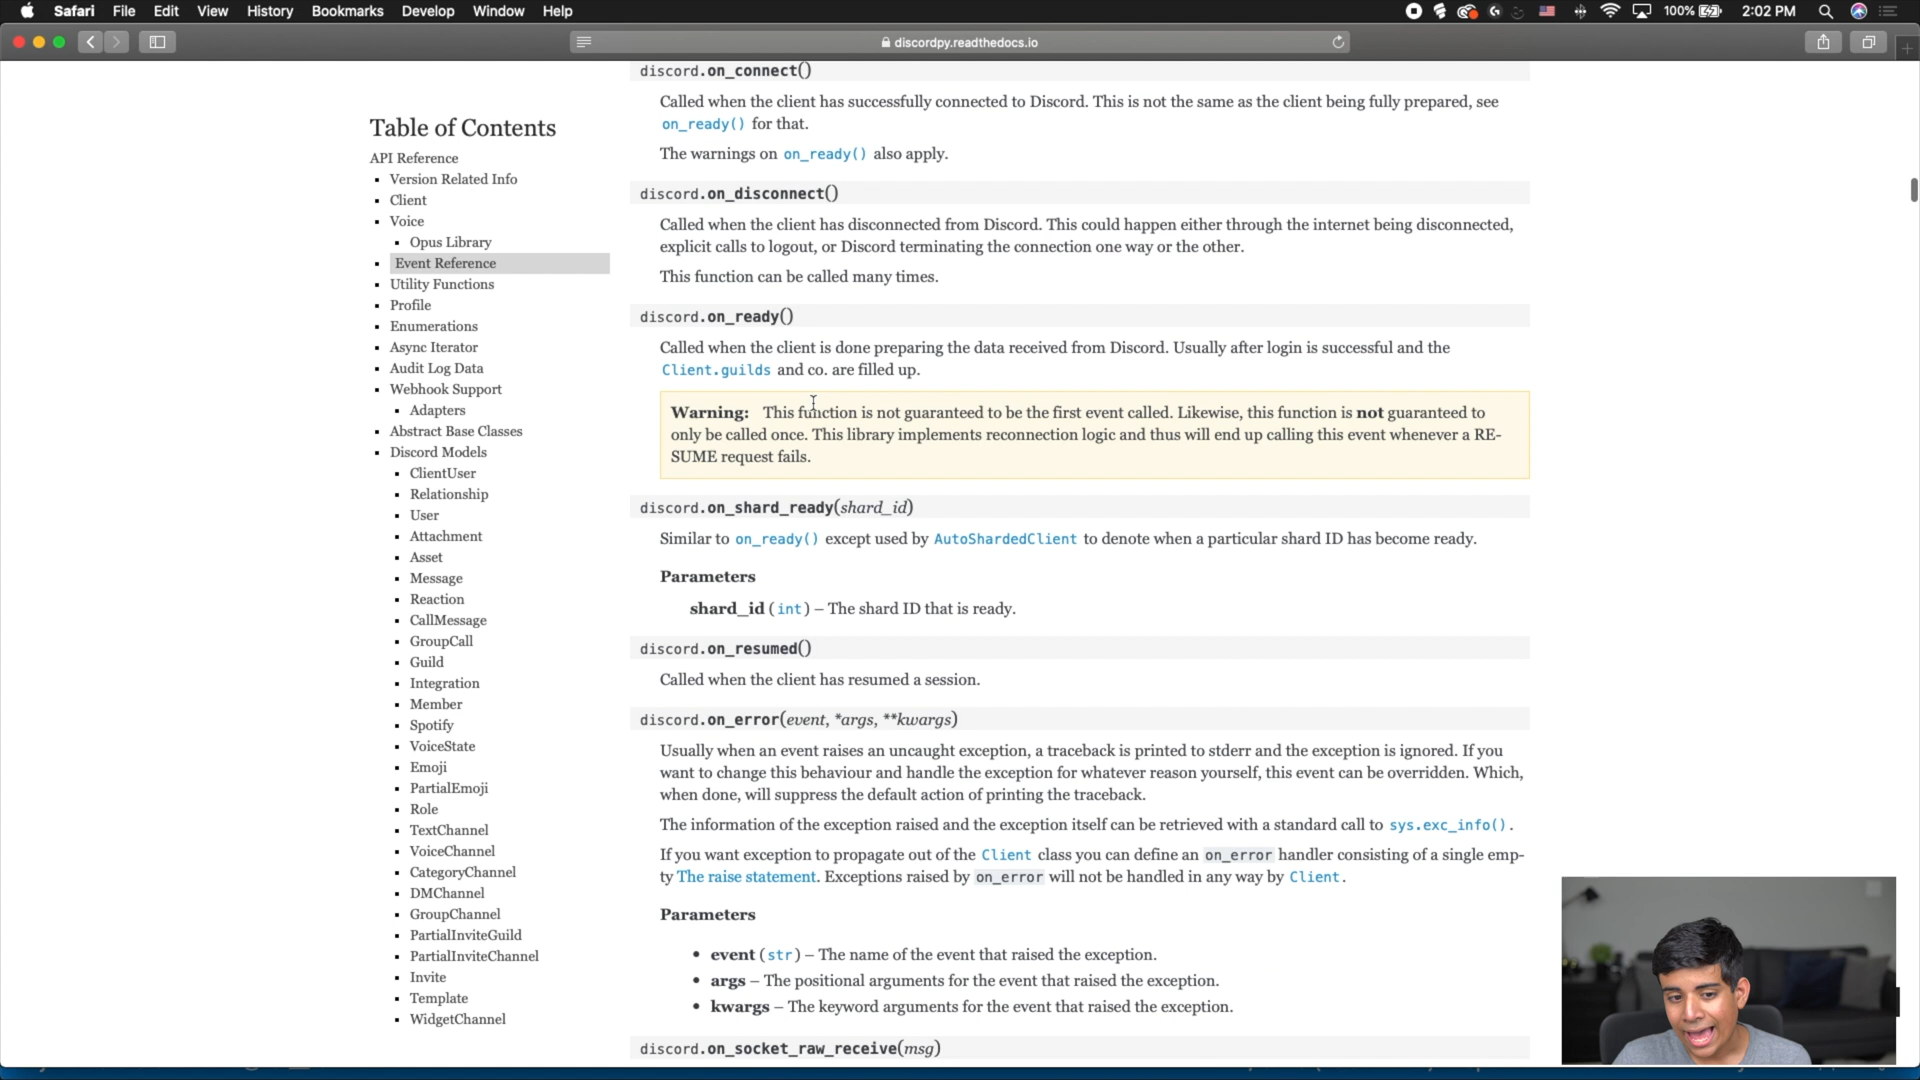 Safari File Edit View History Bookmarks Develop Window Help 100% 2:02 PM
discordpy.readthedocs.io
Table of Contents
API Reference
Version Related Info
Client
Voice
Opus Library
Event Reference
Utility Functions
Profile
Enumerations
Async Iterator
Audit Log Data
Webhook Support
Adapters
Abstract Base Classes
Discord Models
ClientUser
Relationship
User
Attachment
Asset
Message
Reaction
CallMessage
GroupCall
Guild
Integration
Member
Spotify
VoiceState
Emoji
PartialEmoji
Role
TextChannel
VoiceChannel
CategoryChannel
DMChannel
GroupChannel
PartialInviteGuild
PartialInviteChannel
Invite
Template
WidgetChannel
discord.on_connect()
Called when the client has successfully connected to Discord. This is not the same as the client being fully prepared, see
on_ready() for that.
The warnings on on_ready() also apply.
discord.on_disconnect()
Called when the client has disconnected from Discord. This could happen either through the internet being disconnected,
explicit calls to logout, or Discord terminating the connection one way or the other.
This function can be called many times.
discord.on_ready()
Called when the client is done preparing the data received from Discord. Usually after login is successful and the
Client.guilds and co. are filled up.
Warning: This function is not guaranteed to be the first event called. Likewise, this function is not guaranteed to
only be called once. This library implements reconnection logic and thus will end up calling this event whenever a RE-
SUME request fails.
discord.on_shard_ready(shard_id)
Similar to on_ready() except used by AutoShardedClient to denote when a particular shard ID has become ready.
Parameters
shard_id (int) – The shard ID that is ready.
discord.on_resumed()
Called when the client has resumed a session.
discord.on_error(event, *args, **kwargs)
Usually when an event raises an uncaught exception, a traceback is printed to stderr and the exception is ignored. If you
want to change this behaviour and handle the exception for whatever reason yourself, this event can be overridden. Which,
when done, will suppress the default action of printing the traceback.
The information of the exception raised and the exception itself can be retrieved with a standard call to sys.exc_info().
If you want exception to propagate out of the Client class you can define an on_error handler consisting of a single emp-
ty The raise statement. Exceptions raised by on_error will not be handled in any way by Client.
Parameters
event (str) – The name of the event that raised the exception.
args – The positional arguments for the event that raised the exception.
kwargs – The keyword arguments for the event that raised the exception.
discord.on_socket_raw_receive(msg)